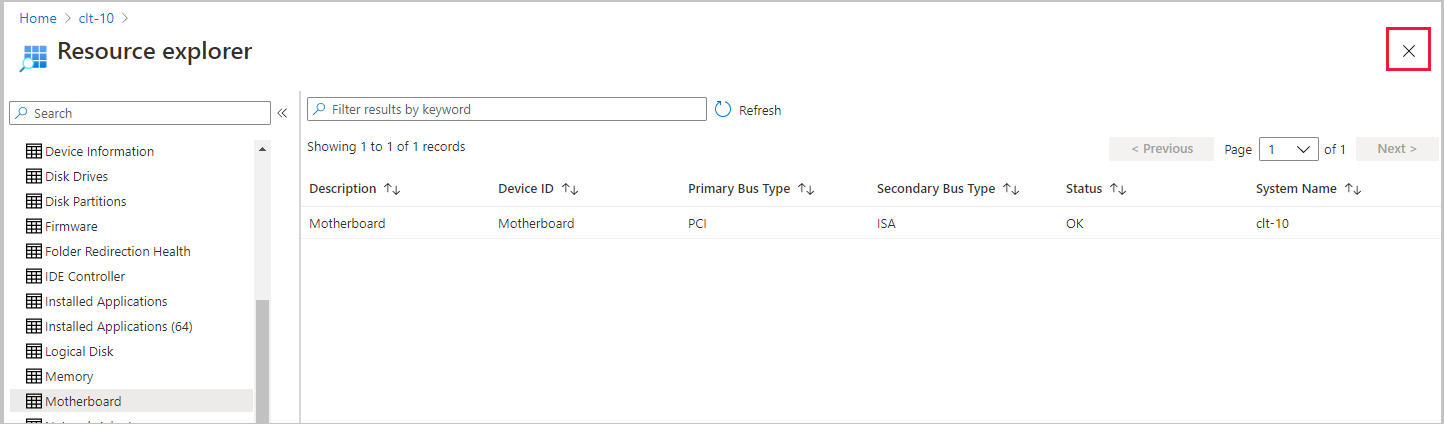 Home > clt-10 >
Resource explorer
Search
Device Information
Disk Drives
Disk Partitions
Firmware
Folder Redirection Health
IDE Controller
Installed Applications
Installed Applications (64)
Logical Disk
Memory
Motherboard
Filter results by keyword
Refresh
Showing 1 to 1 of 1 records
< Previous Page 1 of 1 Next >
Description Device ID Primary Bus Type Secondary Bus Type Status System Name
Motherboard Motherboard PCI ISA OK clt-10